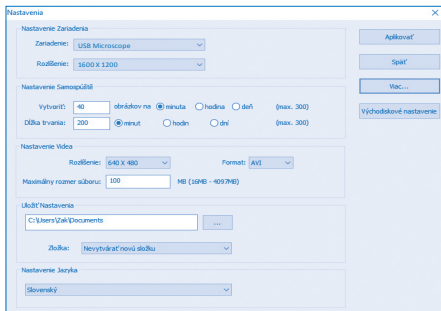 Nastavenia
Nastavenie Zariadenia
Zariadenie: USB Microscope
Rozlíšenie: 1600 X 1200
Nastavenie Samospúště
Vytvoriť: 40 obrázkov na minuta hodina deň (max. 300)
Dĺžka trvania: 200 minut hodin dní (max. 300)
Nastavenie Videa
Rozlíšenie: 640 X 480 Format: AVI
Maximálny rozmer súboru: 100 MB (16MB - 4097MB)
Uložiť Nastavenia
C:\Users\Zak\Documents ...
Zložka: Nevytvárať novú složku
Nastavenie Jazyka
Slovenský
Aplikovať
Späť
Viac...
Východiskové nastavenie